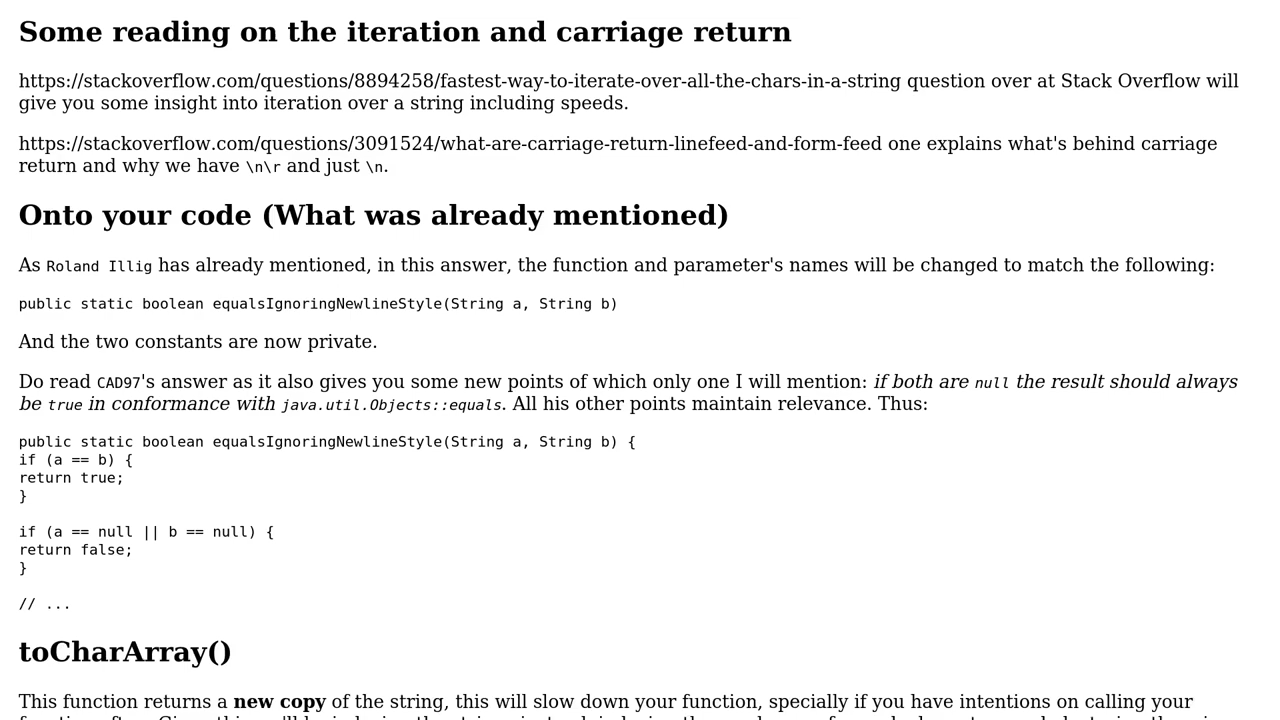 Some reading on the iteration and carriage return
https://stackoverflow.com/questions/8894258/fastest-way-to-iterate-over-all-the-chars-in-a-string question over at Stack Overflow will
give you some insight into iteration over a string including speeds.
https://stackoverflow.com/questions/3091524/what-are-carriage-return-linefeed-and-form-feed one explains what's behind carriage
return and why we have \n\r and just \n.
Onto your code (What was already mentioned)
As Roland Illig has already mentioned, in this answer, the function and parameter's names will be changed to match the following:
public static boolean equalsIgnoringNewlineStyle(String a, String b)
And the two constants are now private.
Do read CAD97's answer as it also gives you some new points of which only one I will mention: if both are null the result should always
be true in conformance with java.util.Objects::equals. All his other points maintain relevance. Thus:
public static boolean equalsIgnoringNewlineStyle(String a, String b) {
if (a == b) {
return true;
}
if (a == null || b == null) {
return false;
}
// ...
toCharArray()
This function returns a new copy of the string, this will slow down your function, specially if you have intentions on calling your